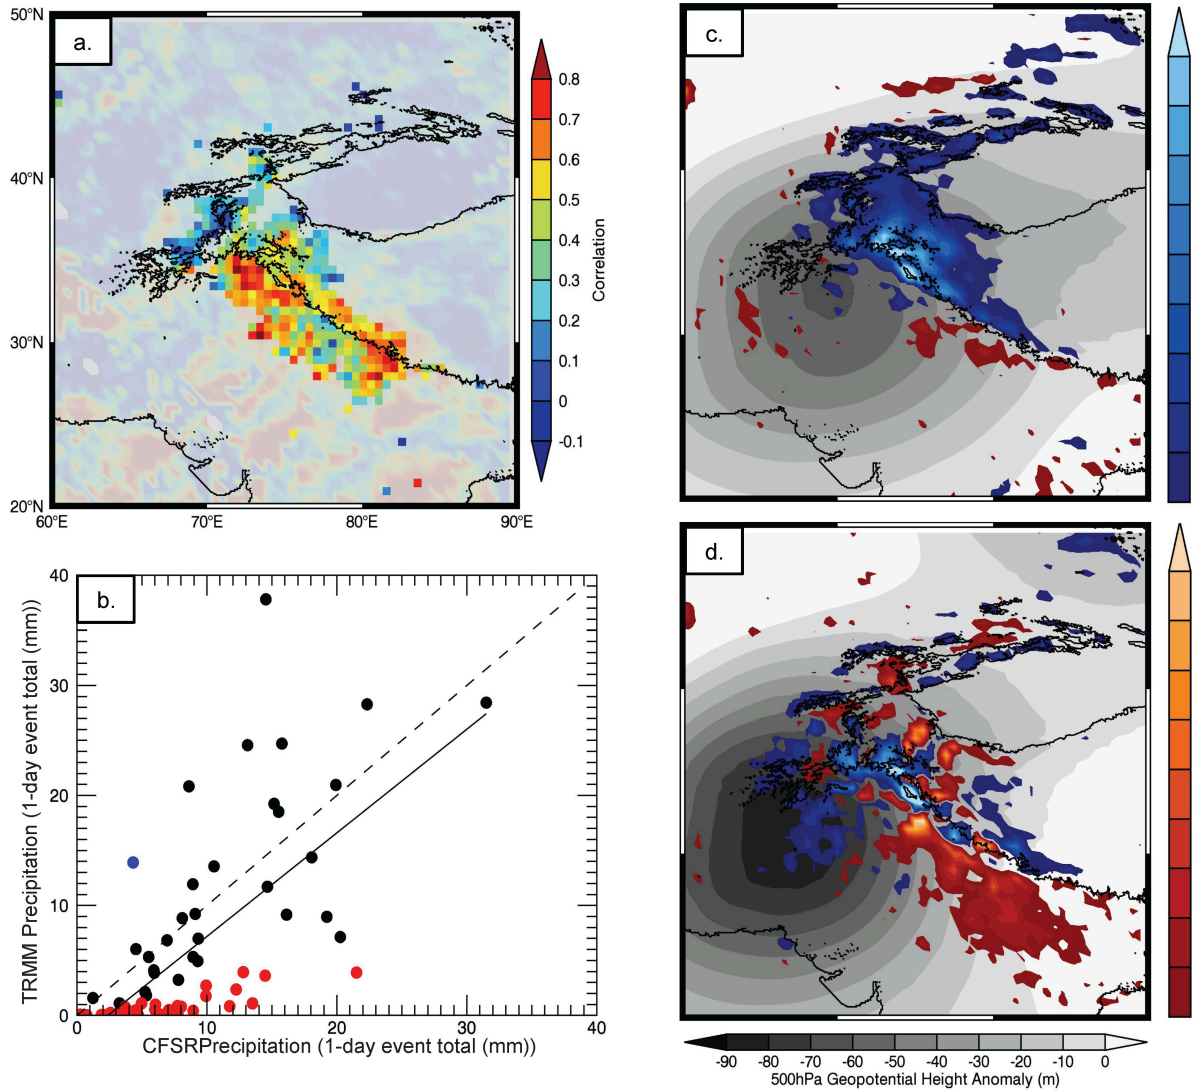 a.
50°N
40°N
30°N
20°N
60°E
70°E
80°E
90°E
0.8
0.7
0.6
0.5
0.4
0.3
0.2
0.1
0
-0.1
Correlation
b.
40
30
20
10
0
0
10
20
30
40
TRMM Precipitation (1-day event total (mm))
CFSRPrecipitation (1-day event total (mm))
c.
d.
-90 -80 -70 -60 -50 -40 -30 -20 -10 0
500hPa Geopotential Height Anomaly (m)